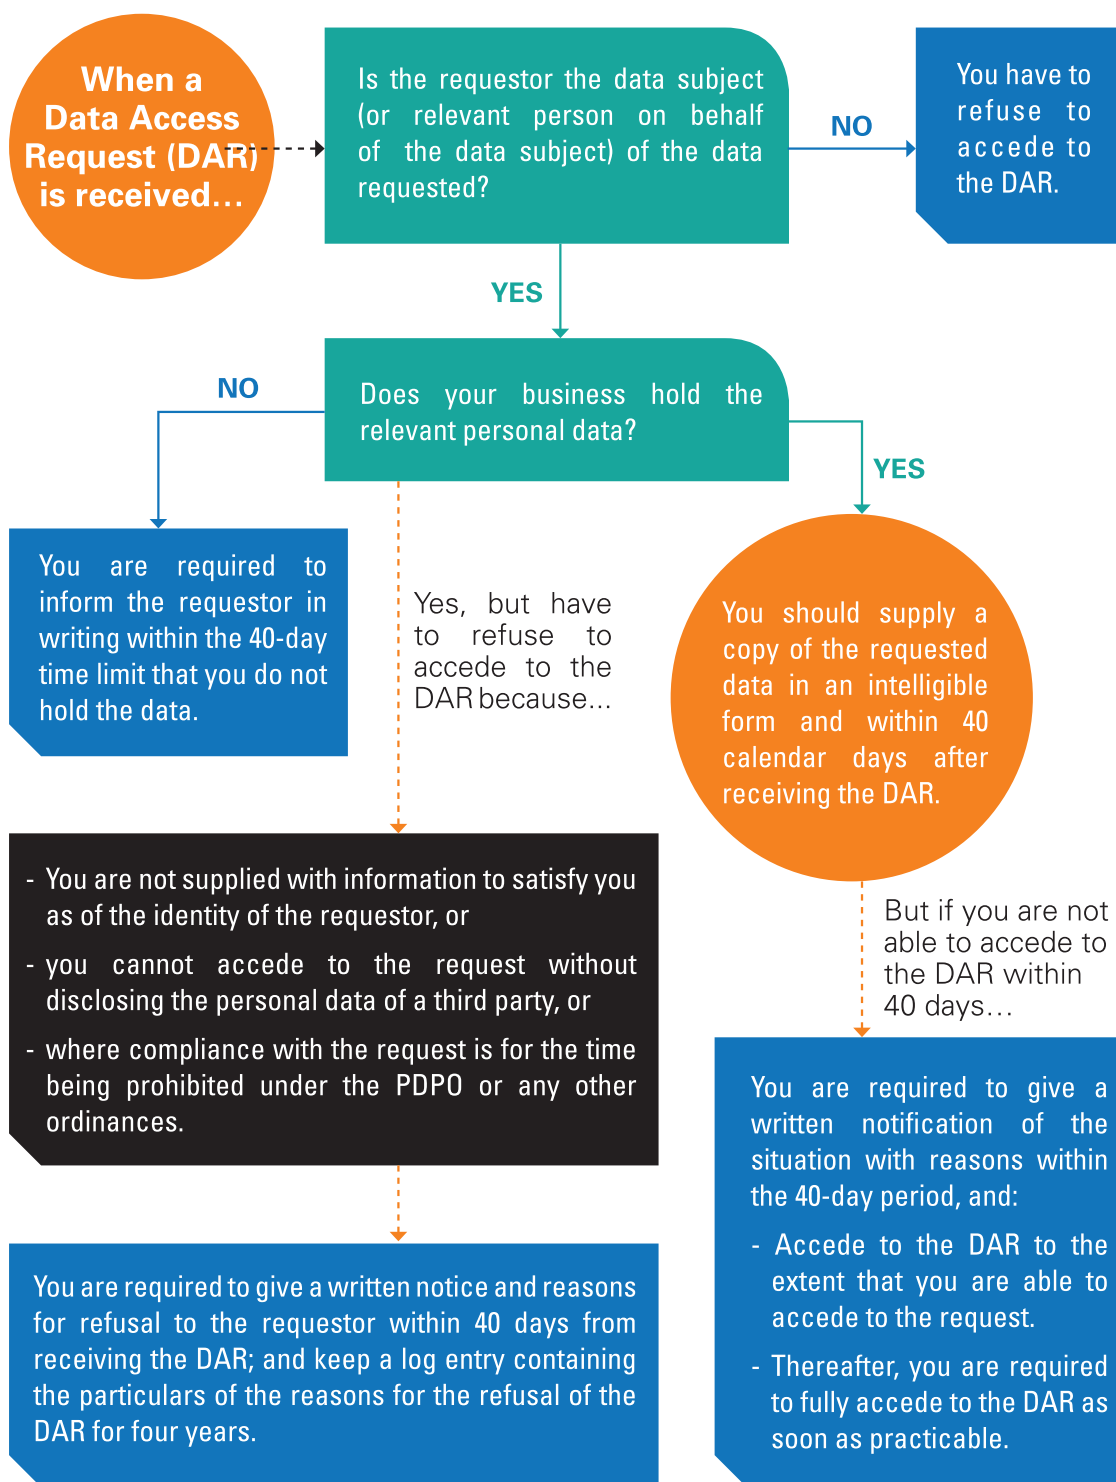 When a
Data Access
Request (DAR)
is received...
Is the requestor the data subject
(or relevant person on behalf
of the data subject) of the data
requested?
NO
You have to
refuse to
accede to
the DAR.
YES
Does your business hold the
relevant personal data?
NO
YES
You are required to
inform the requestor in
writing within the 40-day
time limit that you do not
hold the data.
Yes, but have
to refuse to
accede to the
DAR because...
You should supply a
copy of the requested
data in an intelligible
form and within 40
calendar days after
receiving the DAR.
- You are not supplied with information to satisfy you
as of the identity of the requestor, or
- you cannot accede to the request without
disclosing the personal data of a third party, or
- where compliance with the request is for the time
being prohibited under the PDPO or any other
ordinances.
But if you are not
able to accede to
the DAR within
40 days...
You are required to give a written notice and reasons
for refusal to the requestor within 40 days from
receiving the DAR; and keep a log entry containing
the particulars of the reasons for the refusal of the
DAR for four years.
You are required to give a
written notification of the
situation with reasons within
the 40-day period, and:
- Accede to the DAR to the
extent that you are able to
accede to the request.
- Thereafter, you are required
to fully accede to the DAR as
soon as practicable.